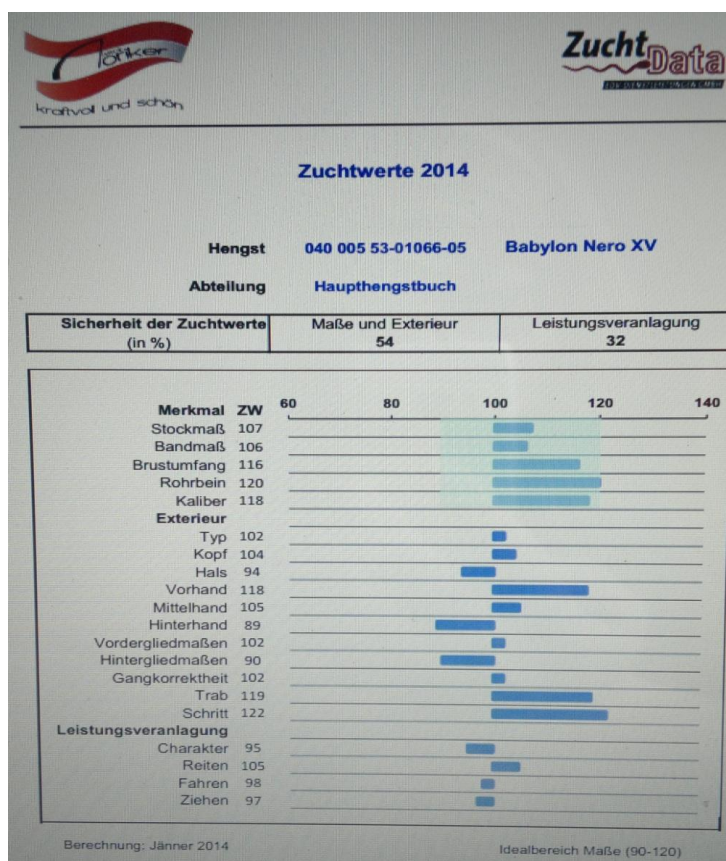 Nöriker
kraftvoll und schön
Zucht Data
Zuchtwerte 2014
Hengst 040 005 53-01066-05 Babylon Nero XV
Abteilung Haupthengstbuch
Sicherheit der Zuchtwerte Maße und Exterieur Leistungsveranlagung
(in %) 54 32
Merkmal ZW 60 80 100 120 140
Stockmaß 107
Bandmaß 106
Brustumfang 116
Rohrbein 120
Kaliber 118
Exterieur
Typ 102
Kopf 104
Hals 94
Vorhand 118
Mittelhand 105
Hinterhand 89
Vordergliedmaßen 102
Hintergliedmaßen 90
Gangkorrektheit 102
Trab 119
Schritt 122
Leistungsveranlagung
Charakter 95
Reiten 105
Fahren 98
Ziehen 97
Berechnung: Jänner 2014 Idealbereich Maße (90-120)